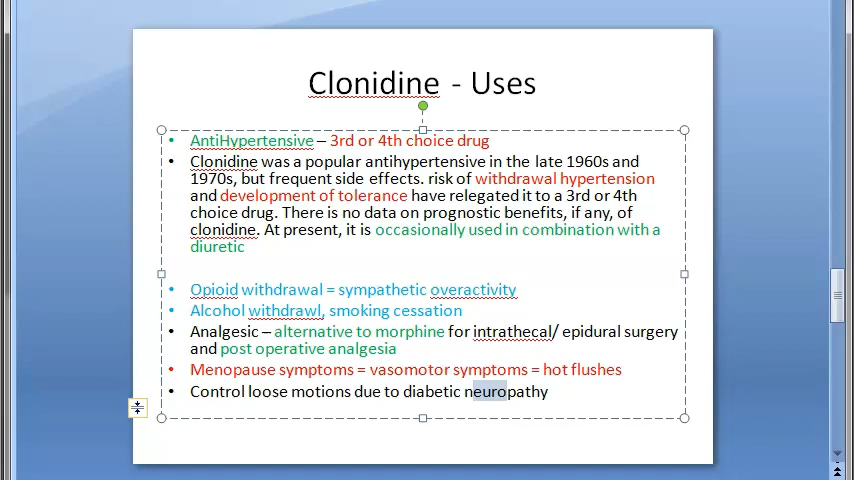 Clonidine - Uses
• AntiHypertensive – 3rd or 4th choice drug
• Clonidine was a popular antihypertensive in the late 1960s and
1970s, but frequent side effects. risk of withdrawal hypertension
and development of tolerance have relegated it to a 3rd or 4th
choice drug. There is no data on prognostic benefits, if any, of
clonidine. At present, it is occasionally used in combination with a
diuretic
• Opioid withdrawal = sympathetic overactivity
• Alcohol withdrawl, smoking cessation
• Analgesic – alternative to morphine for intrathecal/ epidural surgery
and post operative analgesia
• Menopause symptoms = vasomotor symptoms = hot flushes
• Control loose motions due to diabetic neuropathy